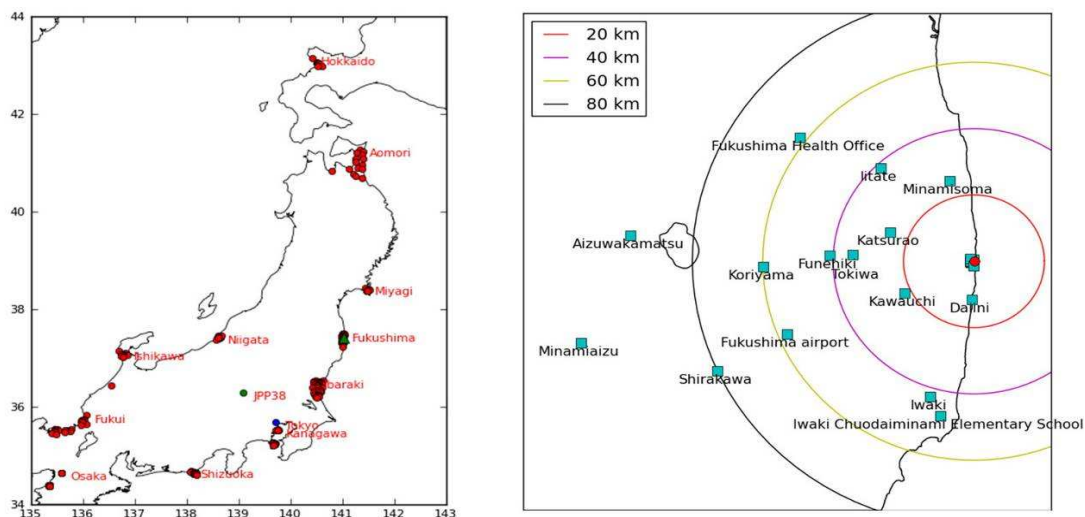 44
42
40
38
36
34
135
136
137
138
139
140
141
142
143
Hokkaido
Aomori
Miyagi
Niigata
Fukushima
Ishikawa
Ibaraki
JPP38
Fukui
Tokyo
Kanagawa
Osaka
Shizuoka
20 km
40 km
60 km
80 km
Fukushima Health Office
Iitate
Minamisoma
Aizuwakamatsu
Katsurao
Funehiki
Tokiwa
Koriyama
Kawauchi
Daiini
Fukushima airport
Minamiaizu
Shirakawa
Iwaki
Iwaki Chuodaiminami Elementary School